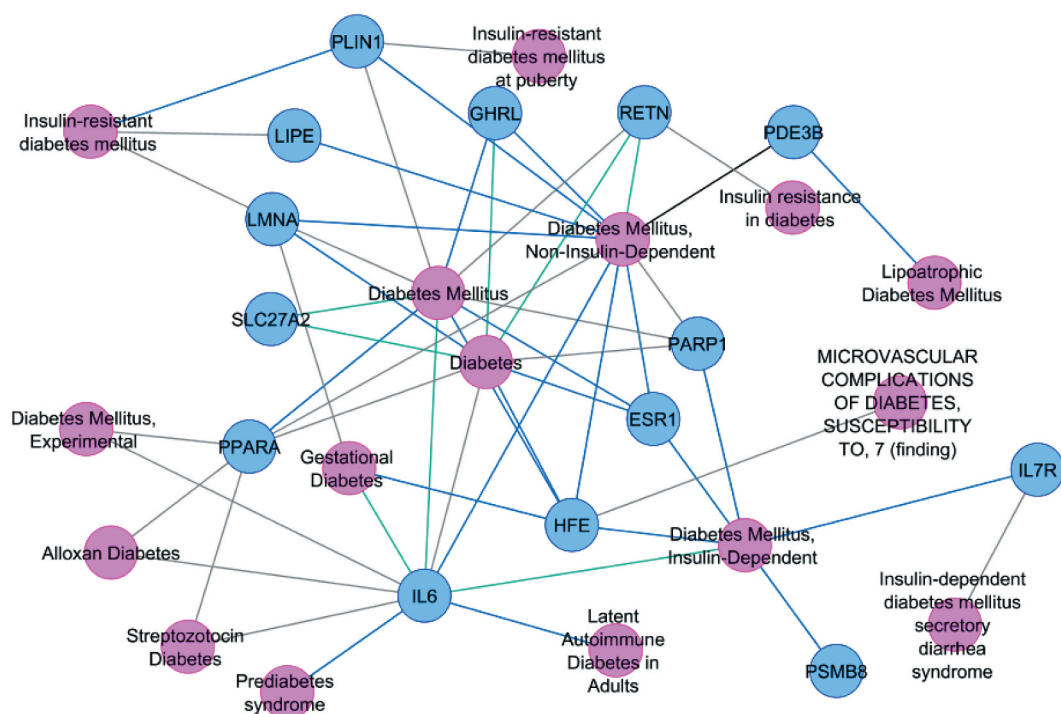 PLIN1
Insulin-resistant
diabetes mellitus
at puberty
Insulin-resistant
diabetes mellitus
LIPE
GHRL
RETN
PDE3B
LMNA
Diabetes Mellitus,
Non-Insulin-Dependent
Insulin resistance
in diabetes
Lipoatrophic
Diabetes Mellitus
Diabetes Mellitus
SLC27A2
Diabetes
PARP1
MICROVASCULAR
COMPLICATIONS
OF DIABETES,
SUSCEPTIBILITY
TO, 7 (finding)
Diabetes Mellitus,
Experimental
PPARA
Gestational
Diabetes
ESR1
IL7R
HFE
Diabetes Mellitus,
Insulin-Dependent
Alloxan Diabetes
IL6
Insulin-dependent
diabetes mellitus
secretory
diarrhea
syndrome
Streptozotocin
Diabetes
Latent
Autoimmune
Diabetes in
Adults
PSMB8
Prediabetes
syndrome